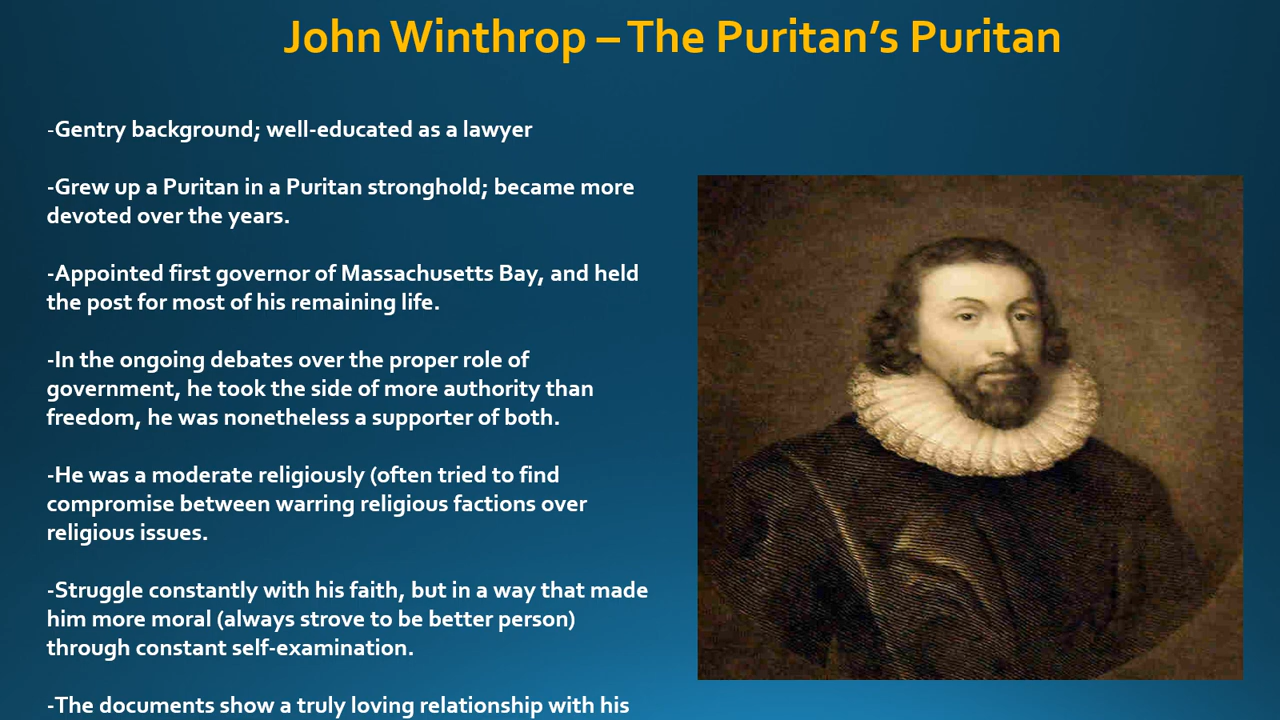 John Winthrop – The Puritan’s Puritan
-Gentry background; well-educated as a lawyer
-Grew up a Puritan in a Puritan stronghold; became more
devoted over the years.
-Appointed first governor of Massachusetts Bay, and held
the post for most of his remaining life.
-In the ongoing debates over the proper role of
government, he took the side of more authority than
freedom, he was nonetheless a supporter of both.
-He was a moderate religiously (often tried to find
compromise between warring religious factions over
religious issues.
-Struggle constantly with his faith, but in a way that made
him more moral (always strove to be better person)
through constant self-examination.
-The documents show a truly loving relationship with his